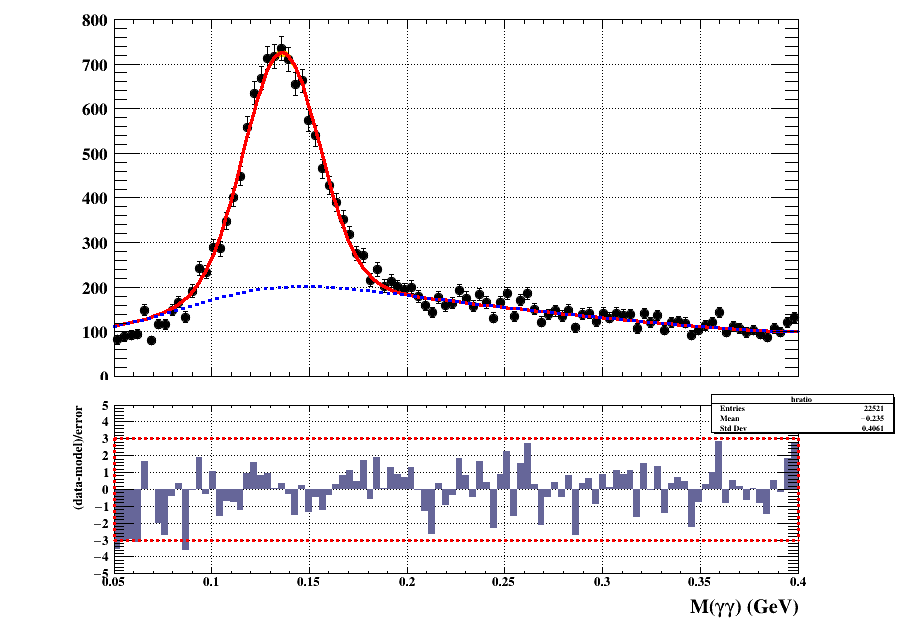 800
700
600
500
400
300
200
100
0
hratio
Entries 22521
Mean −0.235
Std Dev 0.4061
(data-model)/error
5
4
3
2
1
0
−1
−2
−3
−4
−5
0.05 0.1 0.15 0.2 0.25 0.3 0.35 0.4
M(γγ) (GeV)